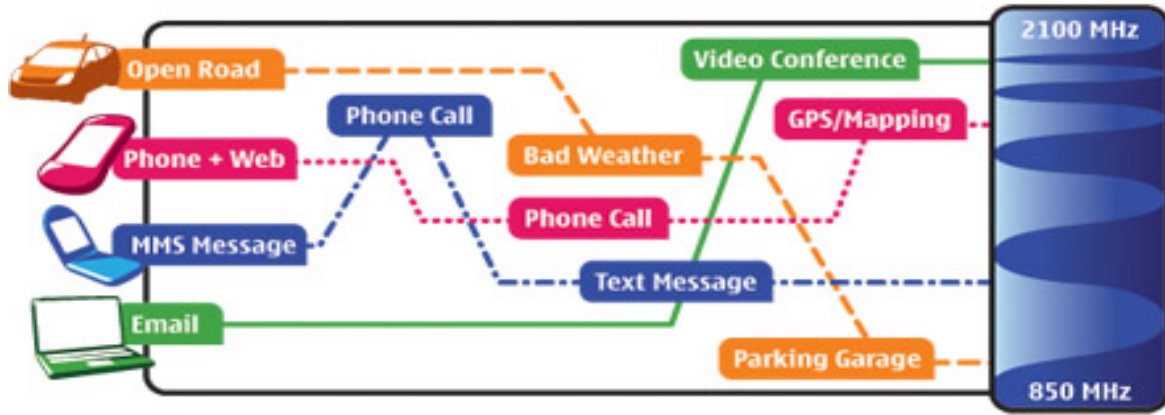 2100 MHz
Video Conference
Open Road
Phone Call
GPS/Mapping
Phone + Web
Bad Weather
Phone Call
MMS Message
Text Message
Email
Parking Garage
850 MHz